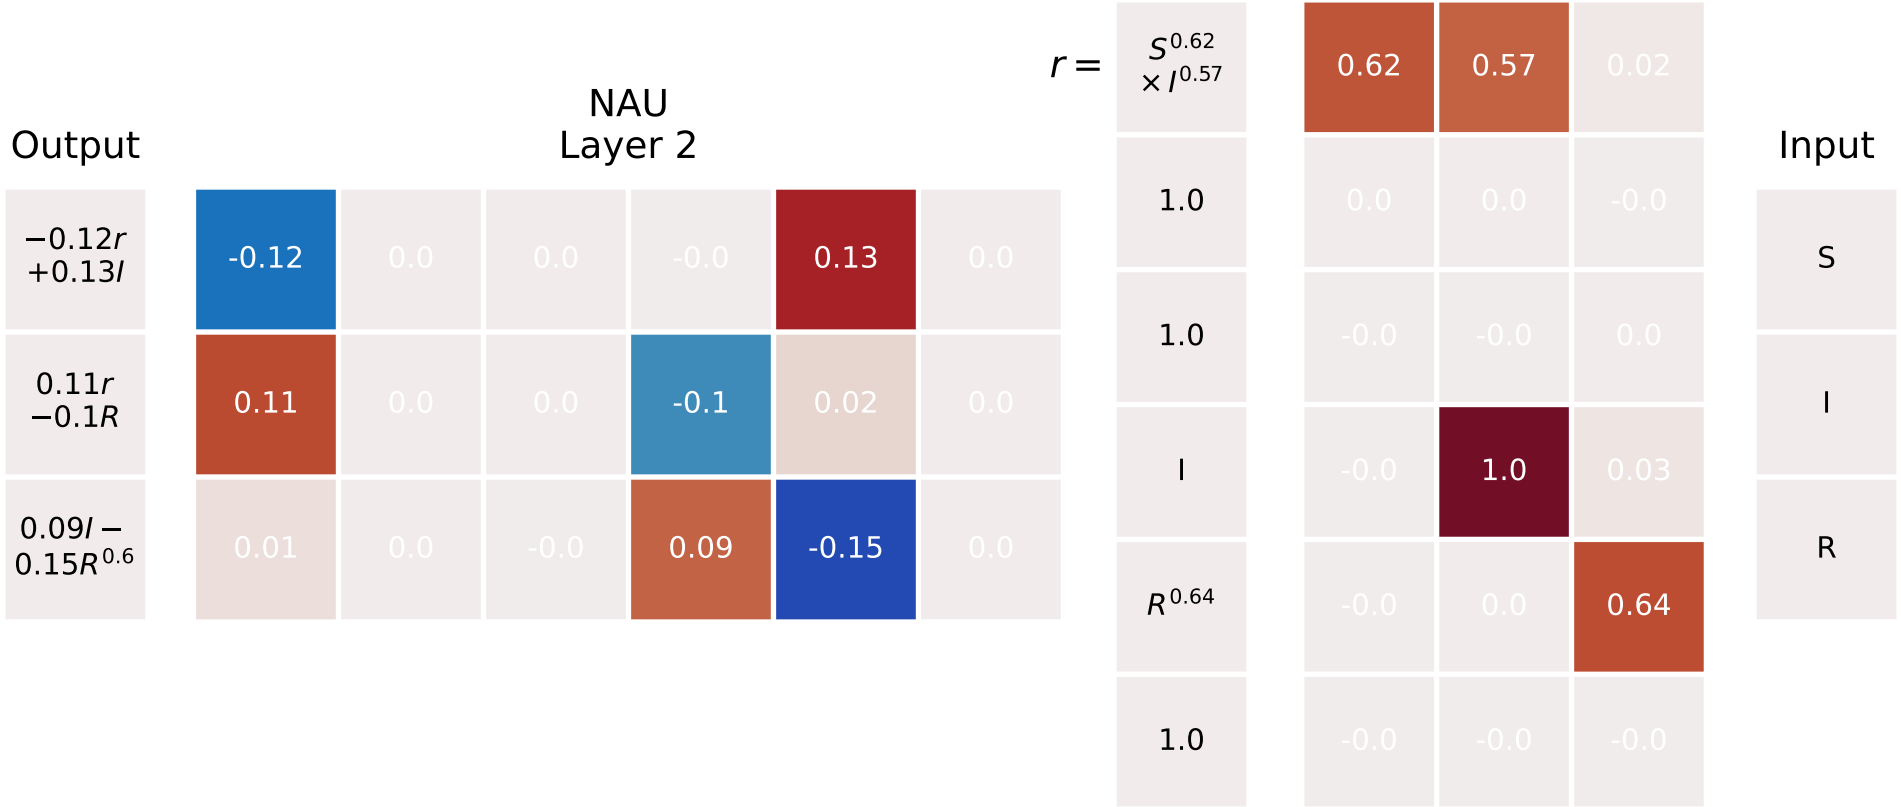 Output
−0.12r
+0.13I
0.11r
−0.1R
0.09I −
0.15R^0.6
NAU
Layer 2
-0.12 0.0 0.0 -0.0 0.13 0.0
0.11 0.0 0.0 -0.1 0.02 0.0
0.01 0.0 -0.0 0.09 -0.15 0.0
r =
S^0.62
× I^0.57
1.0
1.0
I
R^0.64
1.0
0.62 0.57 0.02
0.0 0.0 -0.0
-0.0 -0.0 0.0
-0.0 1.0 0.03
-0.0 0.0 0.64
-0.0 -0.0 -0.0
Input
S
I
R